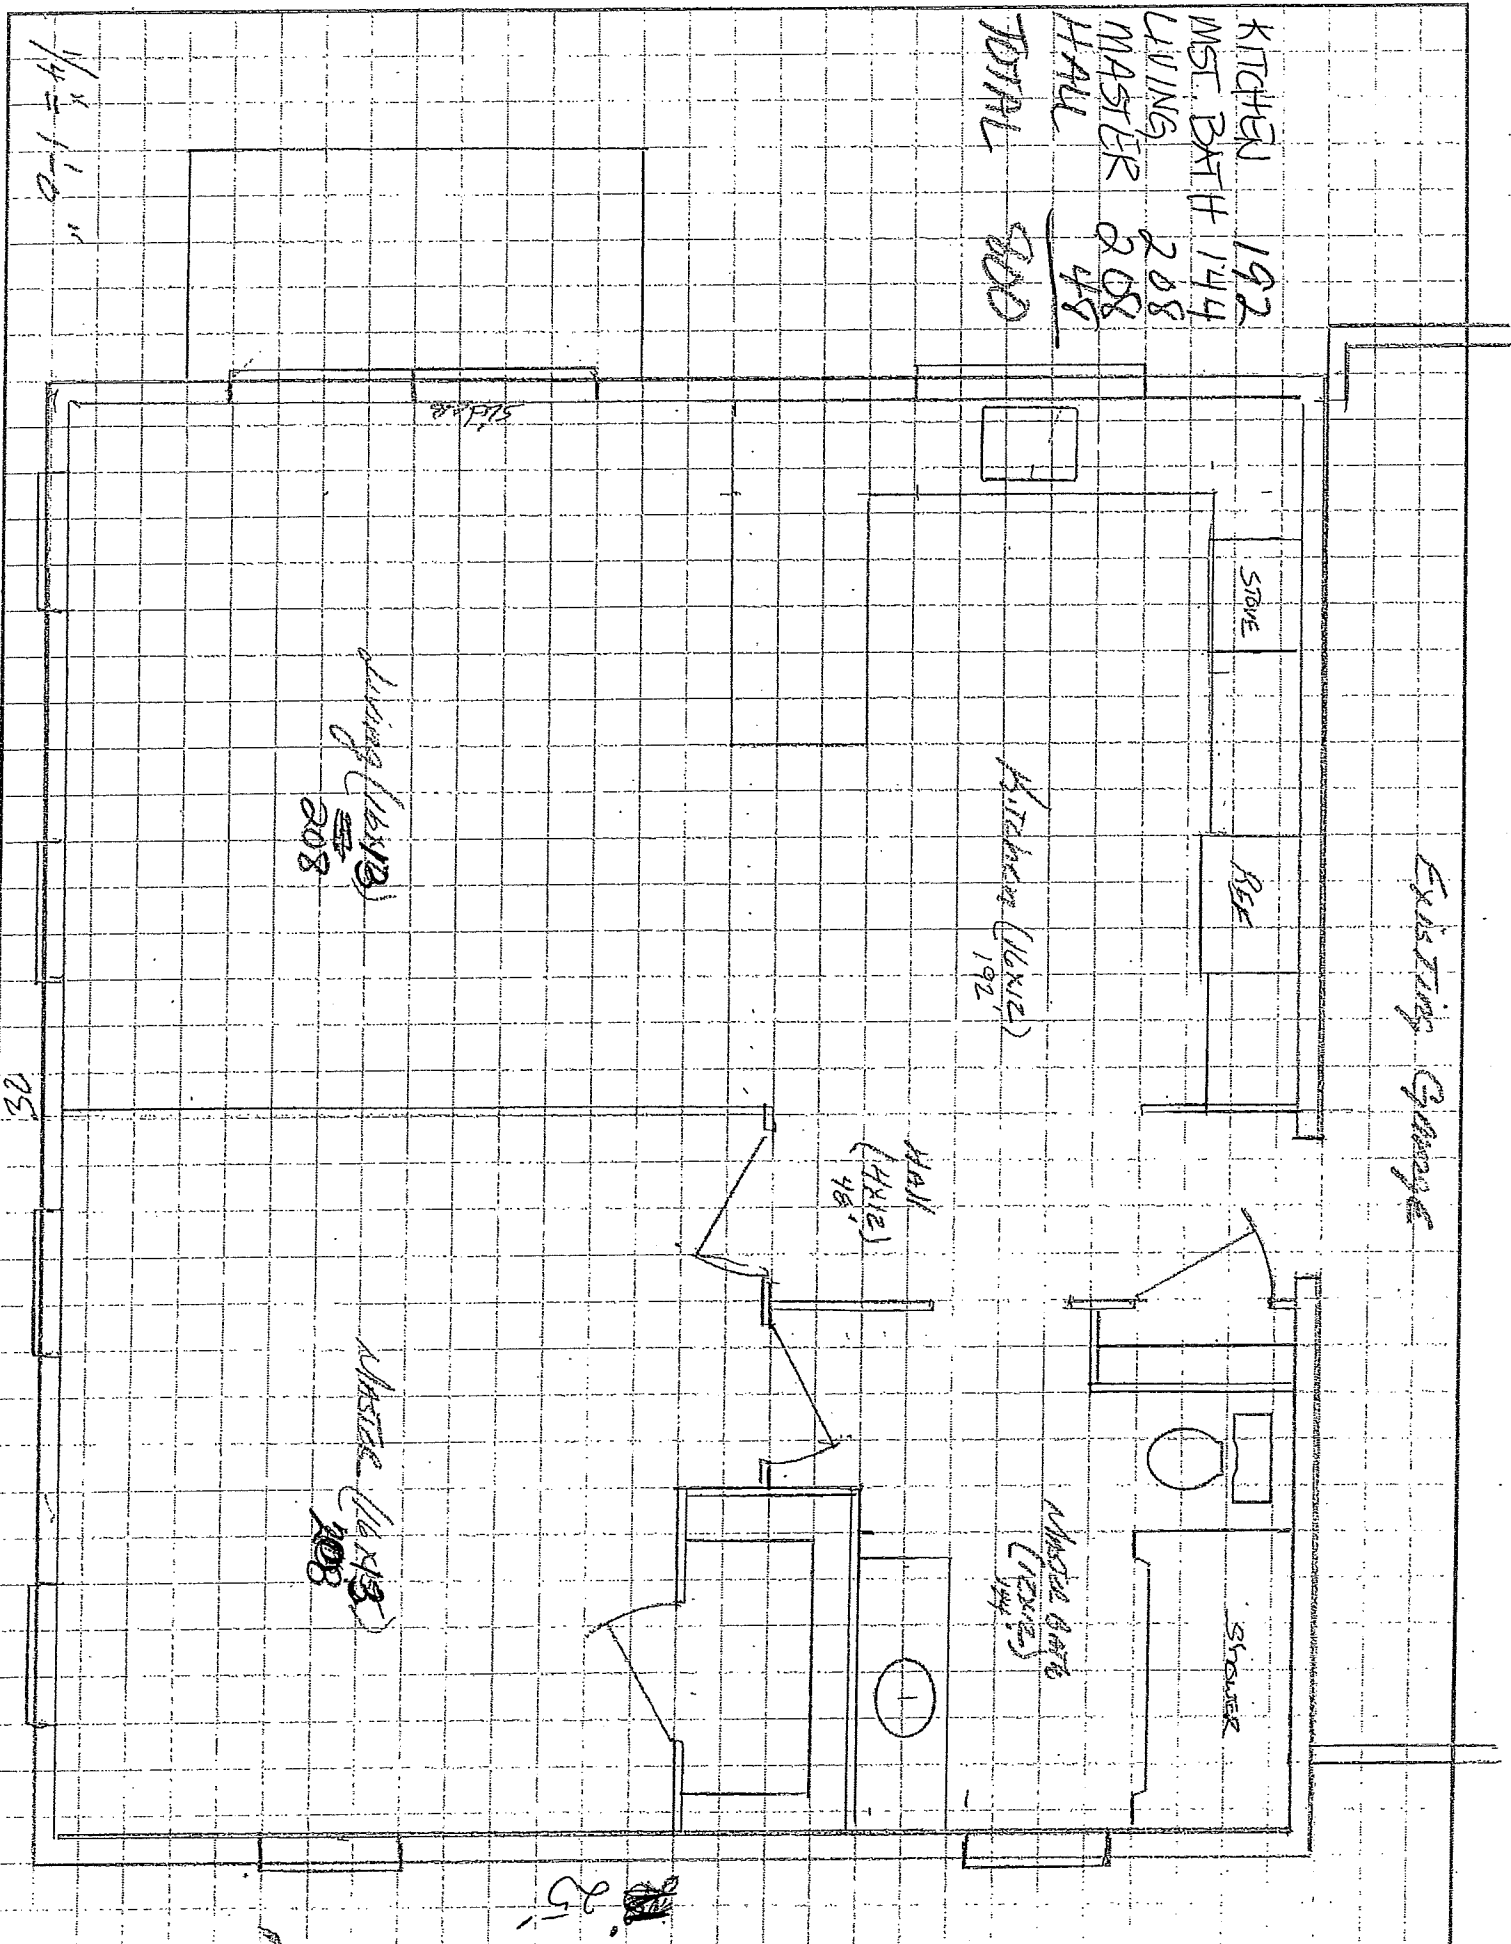 KITCHEN 192
MST. BATH 144
LIVING 208
MASTER 208
HALL 48
TOTAL 800
1/4" = 1'-0"
Existing Garage
STOVE
REF
Kitchen (16x12)
192'
Slider
Living (16x13)
208
Hall
(4x12)
48'
Master Bath
(12x12)
144'
SHOWER
Master (16x13)
208
32
25'